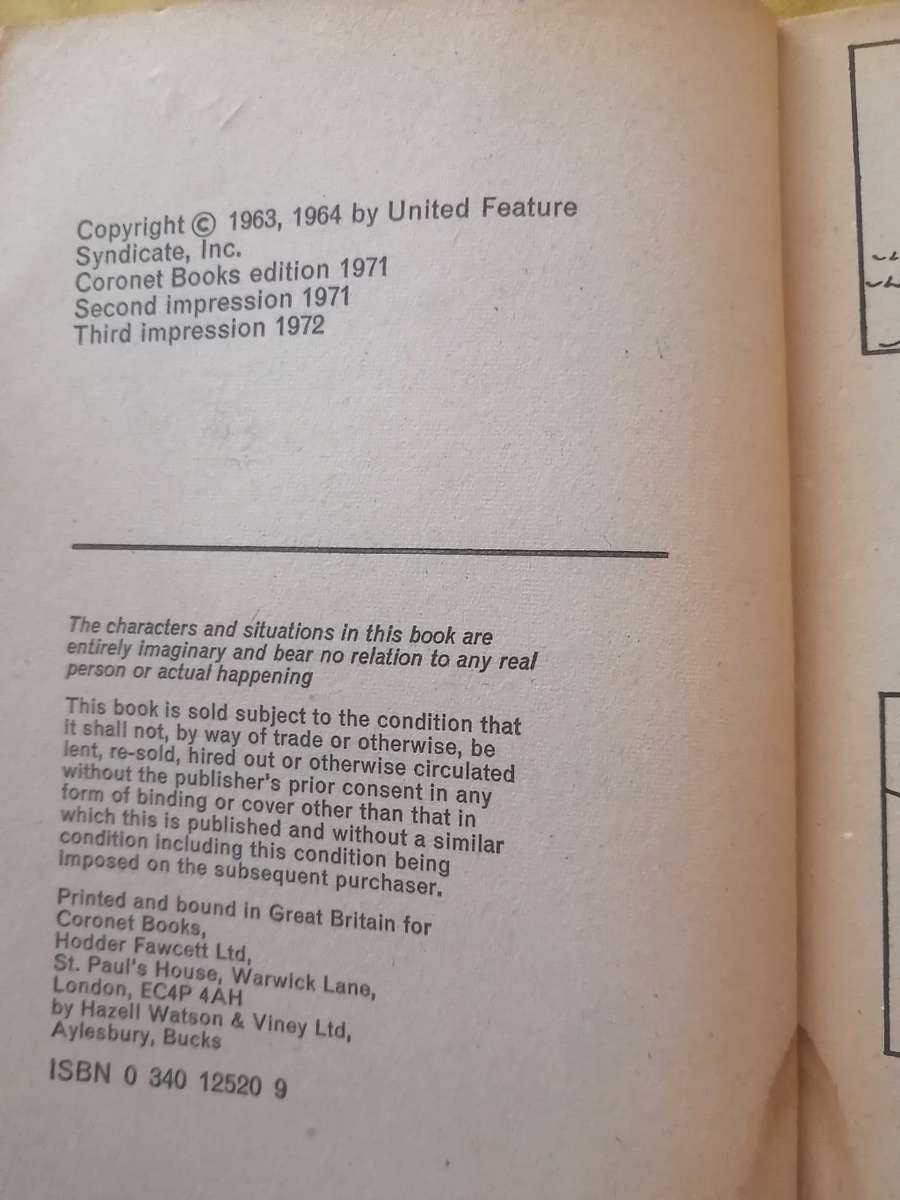 Copyright © 1963, 1964 by United Feature
Syndicate, Inc.
Coronet Books edition 1971
Second impression 1971
Third impression 1972
The characters and situations in this book are
entirely imaginary and bear no relation to any real
person or actual happening
This book is sold subject to the condition that
it shall not, by way of trade or otherwise, be
lent, re-sold, hired out or otherwise circulated
without the publisher's prior consent in any
form of binding or cover other than that in
which this is published and without a similar
condition including this condition being
imposed on the subsequent purchaser.
Printed and bound in Great Britain for
Coronet Books,
Hodder Fawcett Ltd,
St. Paul's House, Warwick Lane,
London, EC4P 4AH
by Hazell Watson & Viney Ltd,
Aylesbury, Bucks
ISBN 0 340 12520 9